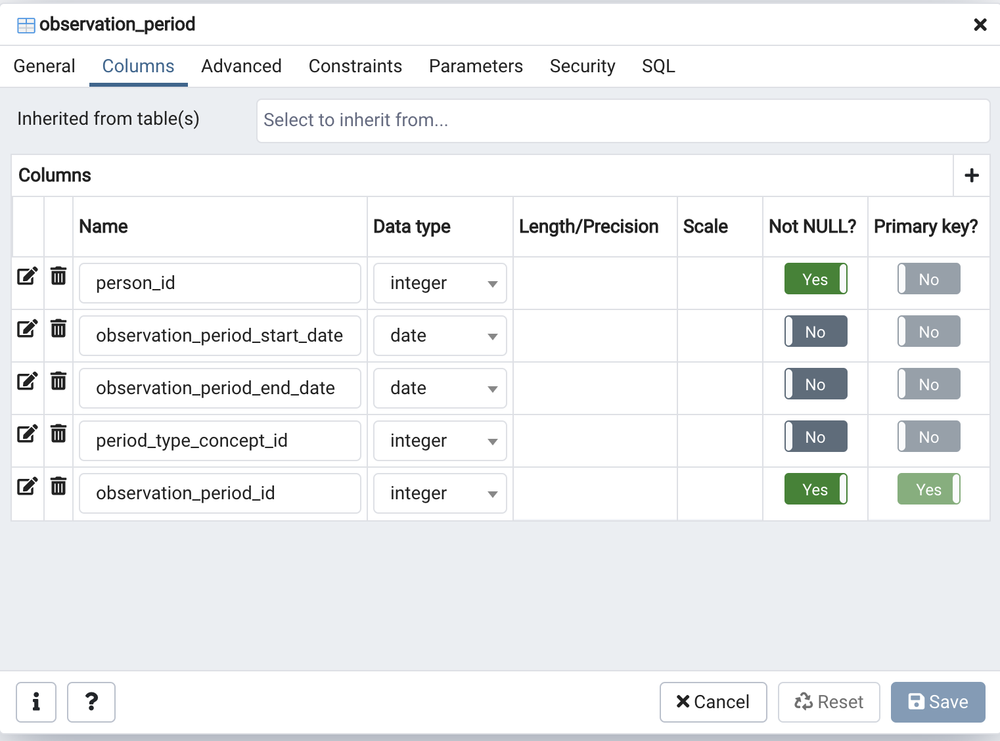 observation_period
General Columns Advanced Constraints Parameters Security SQL
Inherited from table(s) Select to inherit from...
Columns
Name Data type Length/Precision Scale Not NULL? Primary key?
person_id integer Yes No
observation_period_start_date date No No
observation_period_end_date date No No
period_type_concept_id integer No No
observation_period_id integer Yes Yes
i ? Cancel Reset Save